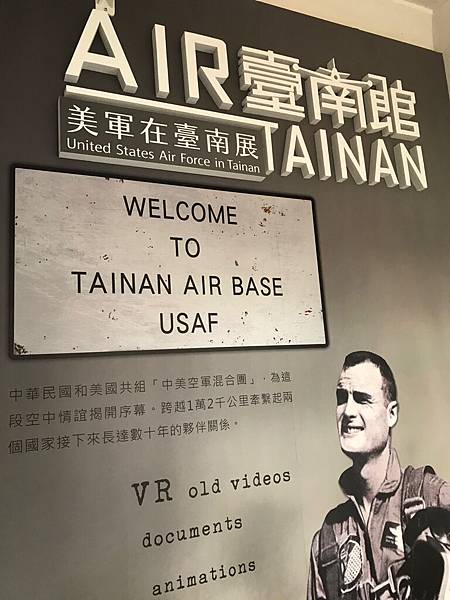 AIR臺南館
美軍在臺南展
United States Air Force in Tainan
TAINAN
WELCOME
TO
TAINAN AIR BASE
USAF
中華民國和美國共組「中美空軍混合團」，為這
段空中情誼揭開序幕。跨越1萬2千公里牽繫起兩
個國家接下來長達數十年的夥伴關係。
VR old videos
documents
animations